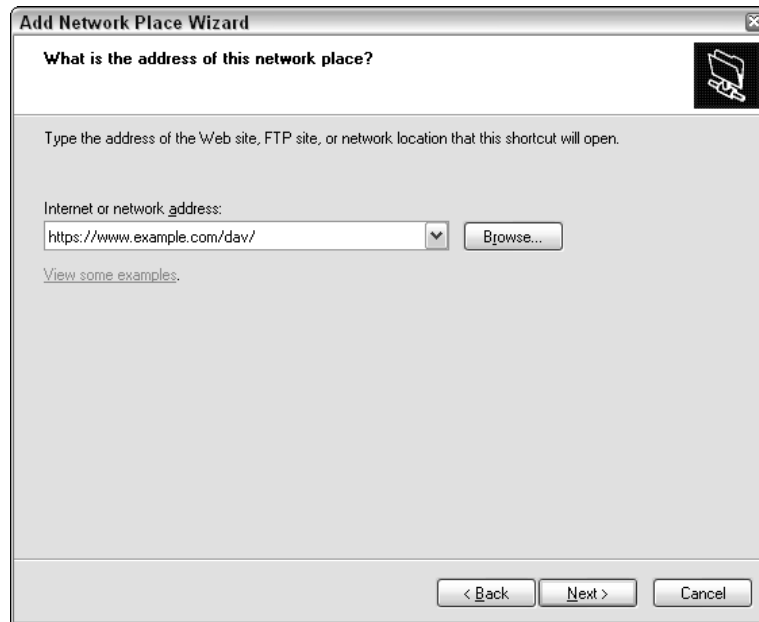 Add Network Place Wizard
What is the address of this network place?
Type the address of the Web site, FTP site, or network location that this shortcut will open.
Internet or network address:
https://www.example.com/dav/
Browse...
View some examples.
< Back
Next >
Cancel